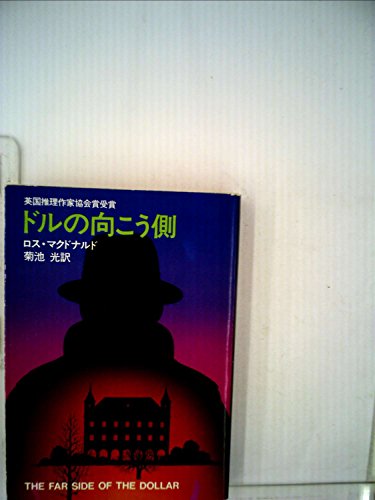 英国推理作家協会賞受賞
ドルの向こう側
ロス・マクドナルド
菊池 光訳
THE FAR SIDE OF THE DOLLAR